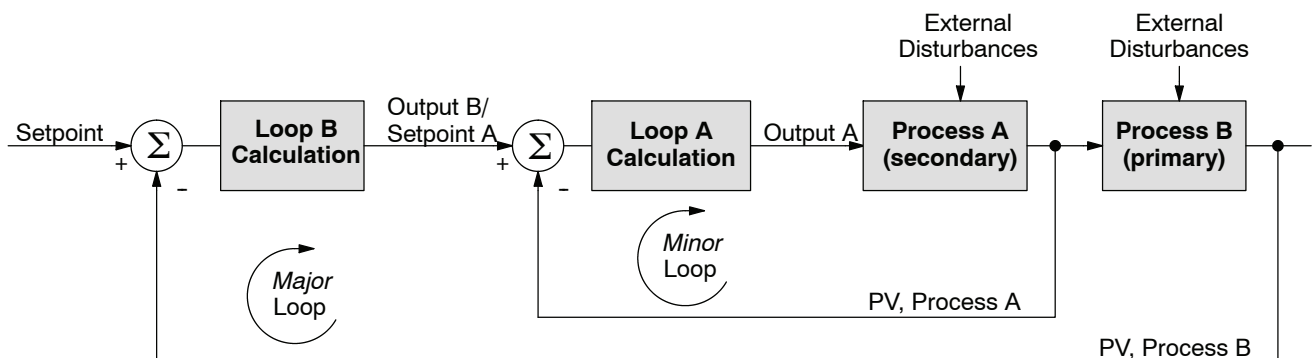 External
Disturbances
External
Disturbances
Setpoint
+
Σ
-
Loop B
Calculation
Output B/
Setpoint A
+
Σ
-
Loop A
Calculation
Output A
Process A
(secondary)
Process B
(primary)
Major
Loop
Minor
Loop
PV, Process A
PV, Process B